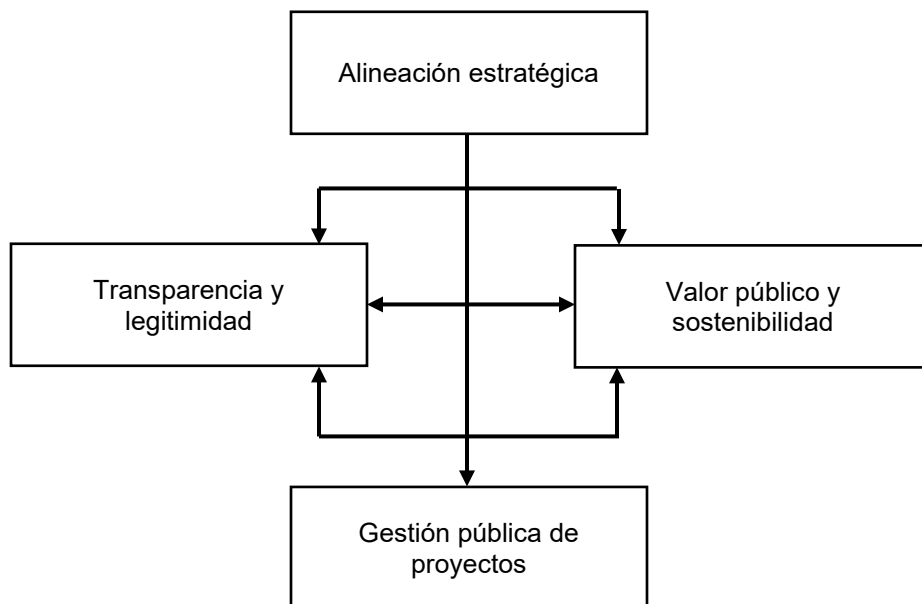 Alineación estratégica
Transparencia y
legitimidad
Valor público y
sostenibilidad
Gestión pública de
proyectos